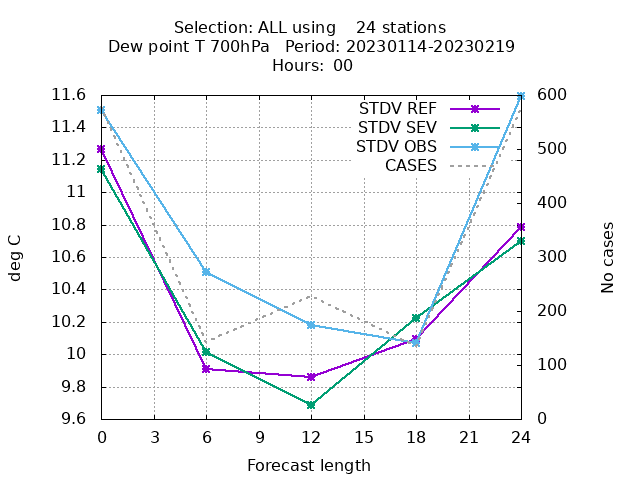 Selection: ALL using    24 stations
Dew point T 700hPa   Period: 20230114-20230219
Hours:  00
11.6
11.4
11.2
11
10.8
10.6
10.4
10.2
10
9.8
9.6
deg C
600
500
400
300
200
100
0
No cases
STDV REF
STDV SEV
STDV OBS
CASES
0 3 6 9 12 15 18 21 24
Forecast length